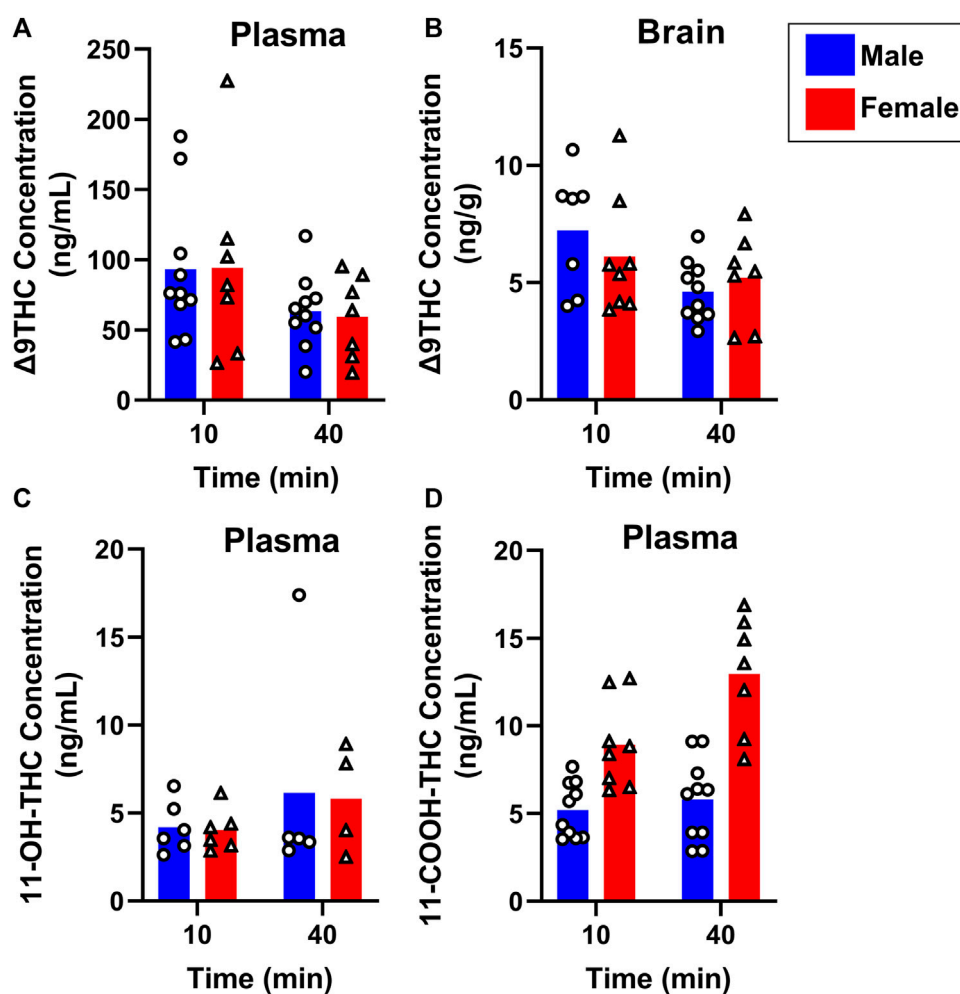 A
Plasma
Δ9THC Concentration
(ng/mL)
250
200
150
100
50
0
10
40
Time (min)
B
Brain
Δ9THC Concentration
(ng/g)
15
10
5
0
10
40
Time (min)
Male
Female
C
Plasma
11-OH-THC Concentration
(ng/mL)
20
15
10
5
0
10
40
Time (min)
D
Plasma
11-COOH-THC Concentration
(ng/mL)
20
15
10
5
0
10
40
Time (min)